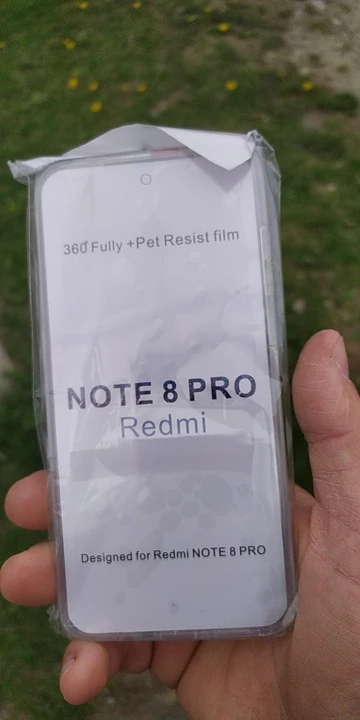 360° Fully +Pet Resist film
NOTE 8 PRO
Redmi
Designed for Redmi NOTE 8 PRO